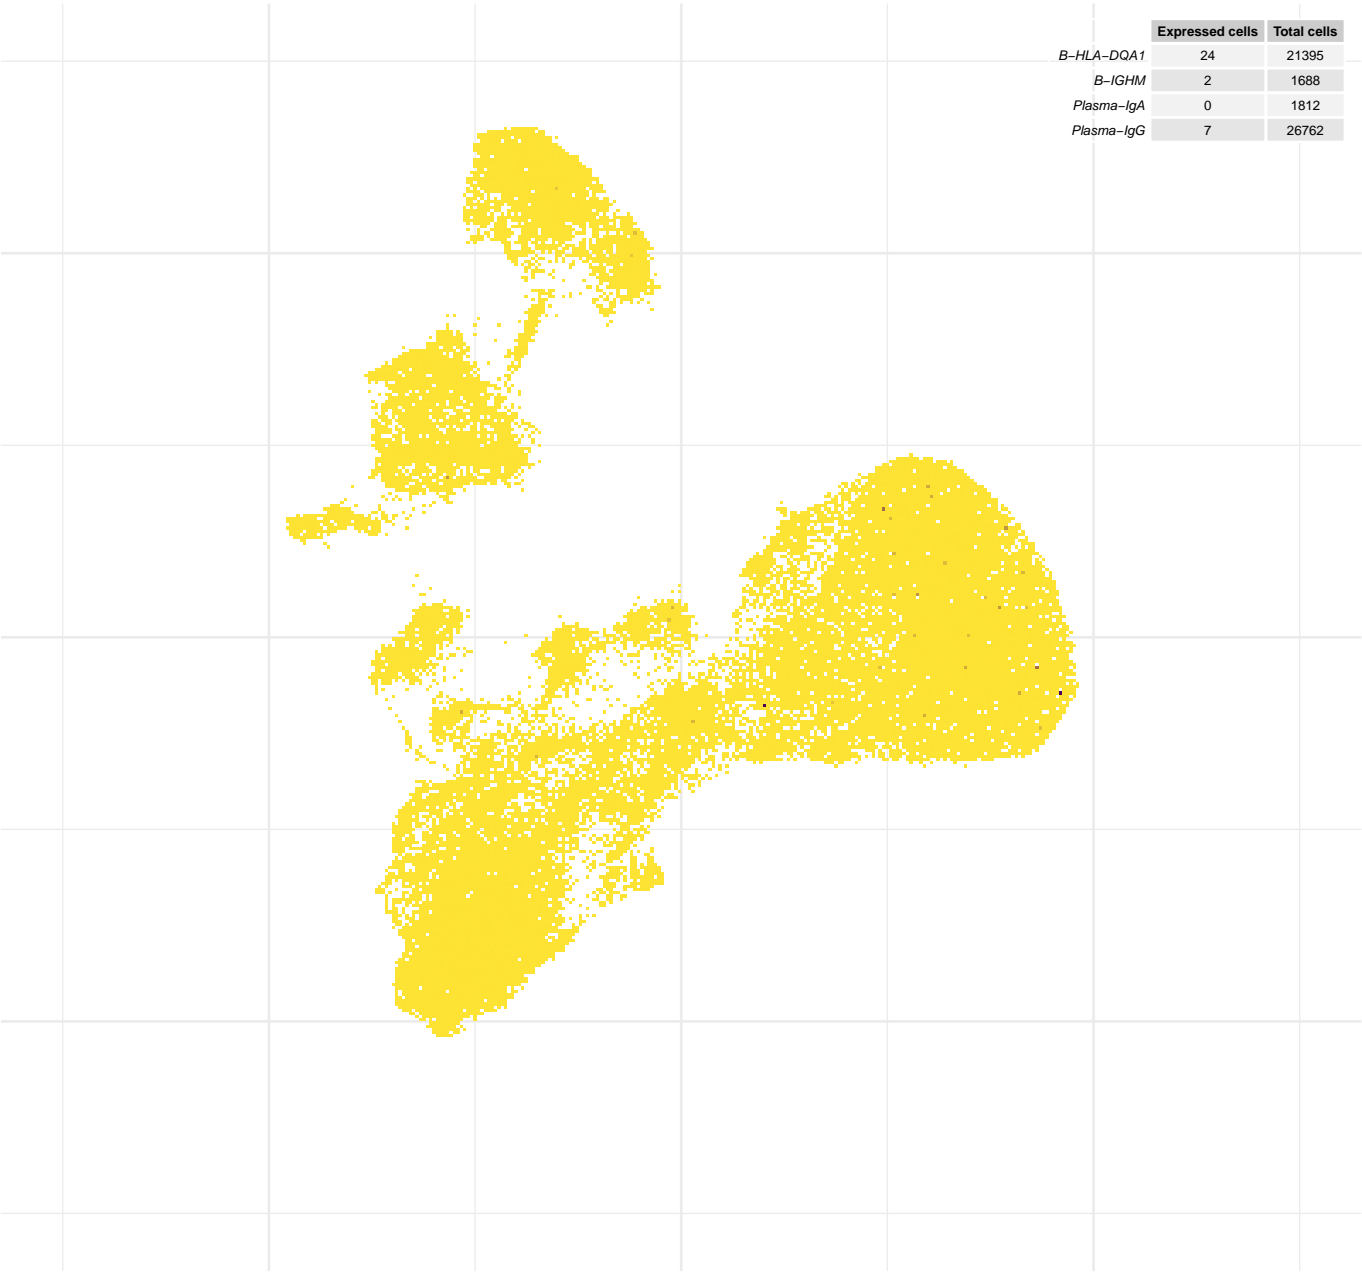 Expressed cells Total cells
B−HLA−DQA1 24 21395
B−IGHM 2 1688
Plasma−IgA 0 1812
Plasma−IgG 7 26762